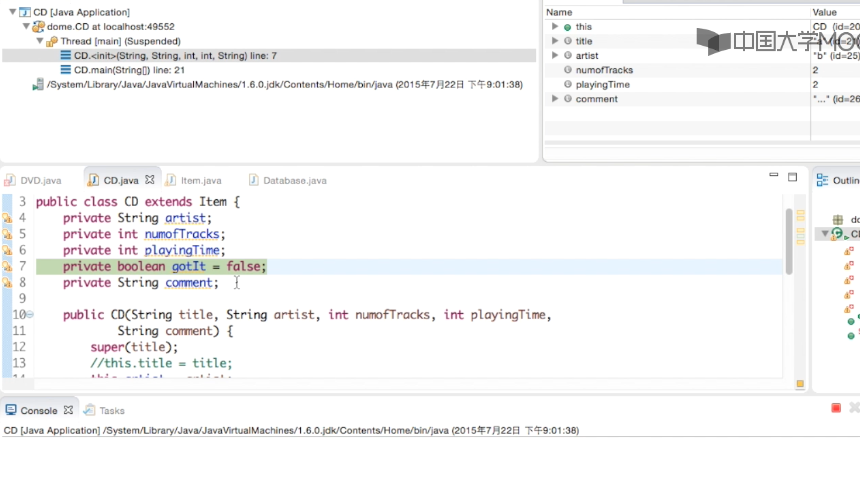 CD [Java Application]
dome.CD at localhost:49552
Thread [main] (Suspended)
CD.<init>(String, String, int, int, String) line: 7
CD.main(String[]) line: 21
/System/Library/Java/JavaVirtualMachines/1.6.0.jdk/Contents/Home/bin/java (2015年7月22日 下午9:01:38)
Name Value
this CD (id=20
title
artist "b" (id=25)
numofTracks 2
playingTime 2
comment "..." (id=26
中国大学MOO
DVD.java CD.java Item.java Database.java
Outlin
3 public class CD extends Item {
4 private String artist;
5 private int numofTracks;
6 private int playingTime;
7 private boolean gotIt = false;
8 private String comment;
9
10 public CD(String title, String artist, int numofTracks, int playingTime,
11 String comment) {
12 super(title);
13 //this.title = title;
Console Tasks
CD [Java Application] /System/Library/Java/JavaVirtualMachines/1.6.0.jdk/Contents/Home/bin/java (2015年7月22日 下午9:01:38)